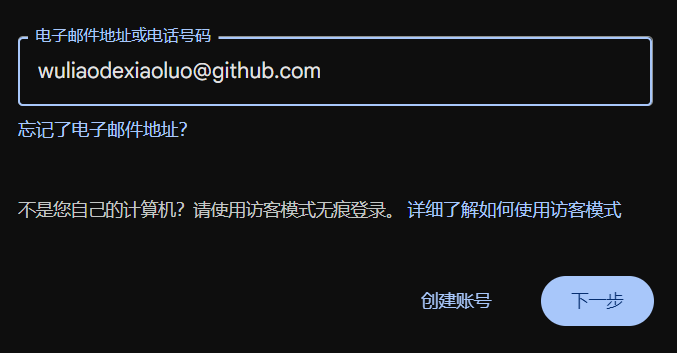 电子邮件地址或电话号码
wuliaodexiaoluo@github.com
忘记了电子邮件地址？
不是您自己的计算机？请使用访客模式无痕登录。 详细了解如何使用访客模式
创建账号 下一步